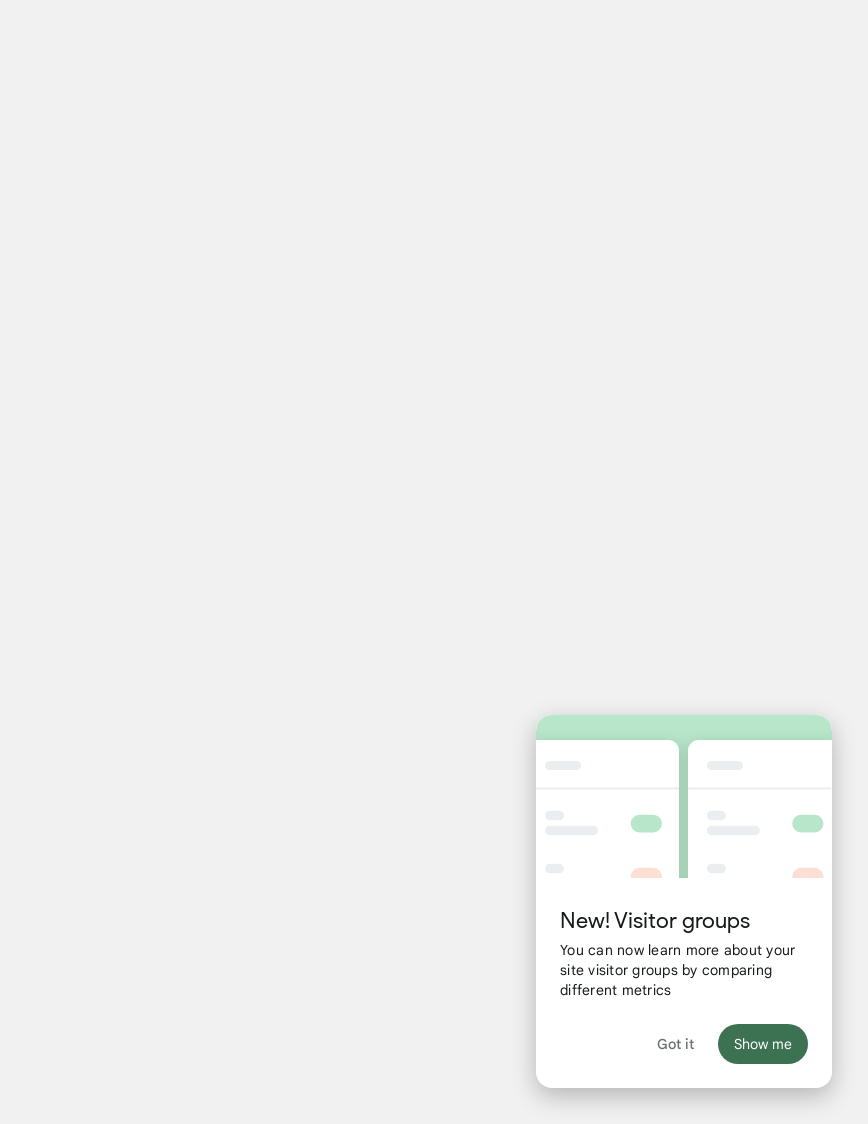 New! Visitor groups
You can now learn more about your
site visitor groups by comparing
different metrics
Got it
Show me